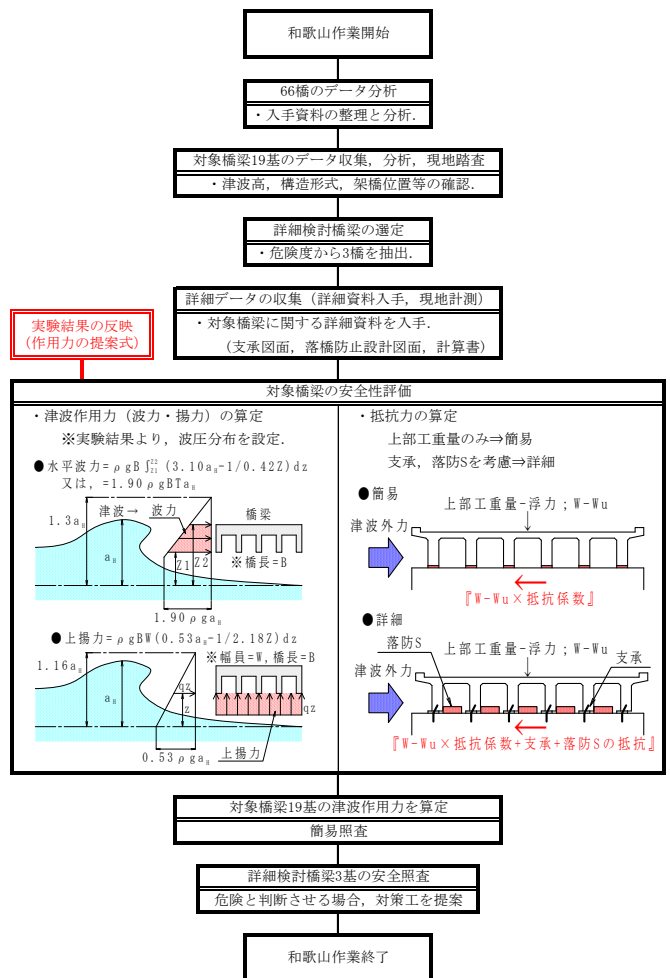 和歌山作業開始
66橋のデータ分析
・入手資料の整理と分析.
対象橋梁19基のデータ収集, 分析, 現地踏査
・津波高, 構造形式, 架橋位置等の確認.
詳細検討橋梁の選定
・危険度から3橋を抽出.
詳細データの収集（詳細資料入手, 現地計測）
・対象橋梁に関する詳細資料を入手.
（支承図面, 落橋防止設計図面, 計算書）
実験結果の反映
（作用力の提案式）
対象橋梁の安全性評価
・津波作用力（波力・揚力）の算定
※実験結果より, 波圧分布を設定.
●水平波力=ρgB∫z1z2(3.10aH-1/0.42Z)dz
又は, =1.90ρgBTaH
津波→ 波力
橋梁
1.3aH
aH
Z1
Z2
※橋長=B
1.90ρgaH
●上揚力=ρgBW(0.53aH-1/2.18Z)dz
※幅員=W, 橋長=B
1.16aH
aH
qz
z
qz
0.53ρgaH
上揚力
・抵抗力の算定
上部工重量のみ⇒簡易
支承, 落防Sを考慮⇒詳細
●簡易
上部工重量-浮力；W-Wu
津波外力
『W-Wu×抵抗係数』
●詳細
落防S
上部工重量-浮力；W-Wu
支承
津波外力
『W-Wu×抵抗係数+支承+落防Sの抵抗』
対象橋梁19基の津波作用力を算定
簡易照査
詳細検討橋梁3基の安全照査
危険と判断させる場合, 対策工を提案
和歌山作業終了